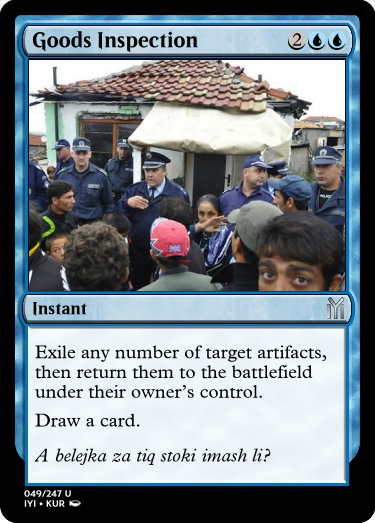 Goods Inspection 2
Instant
Exile any number of target artifacts,
then return them to the battlefield
under their owner's control.
Draw a card.
A belejka za tiq stoki imash li?
049/247 U
IYI • KUR